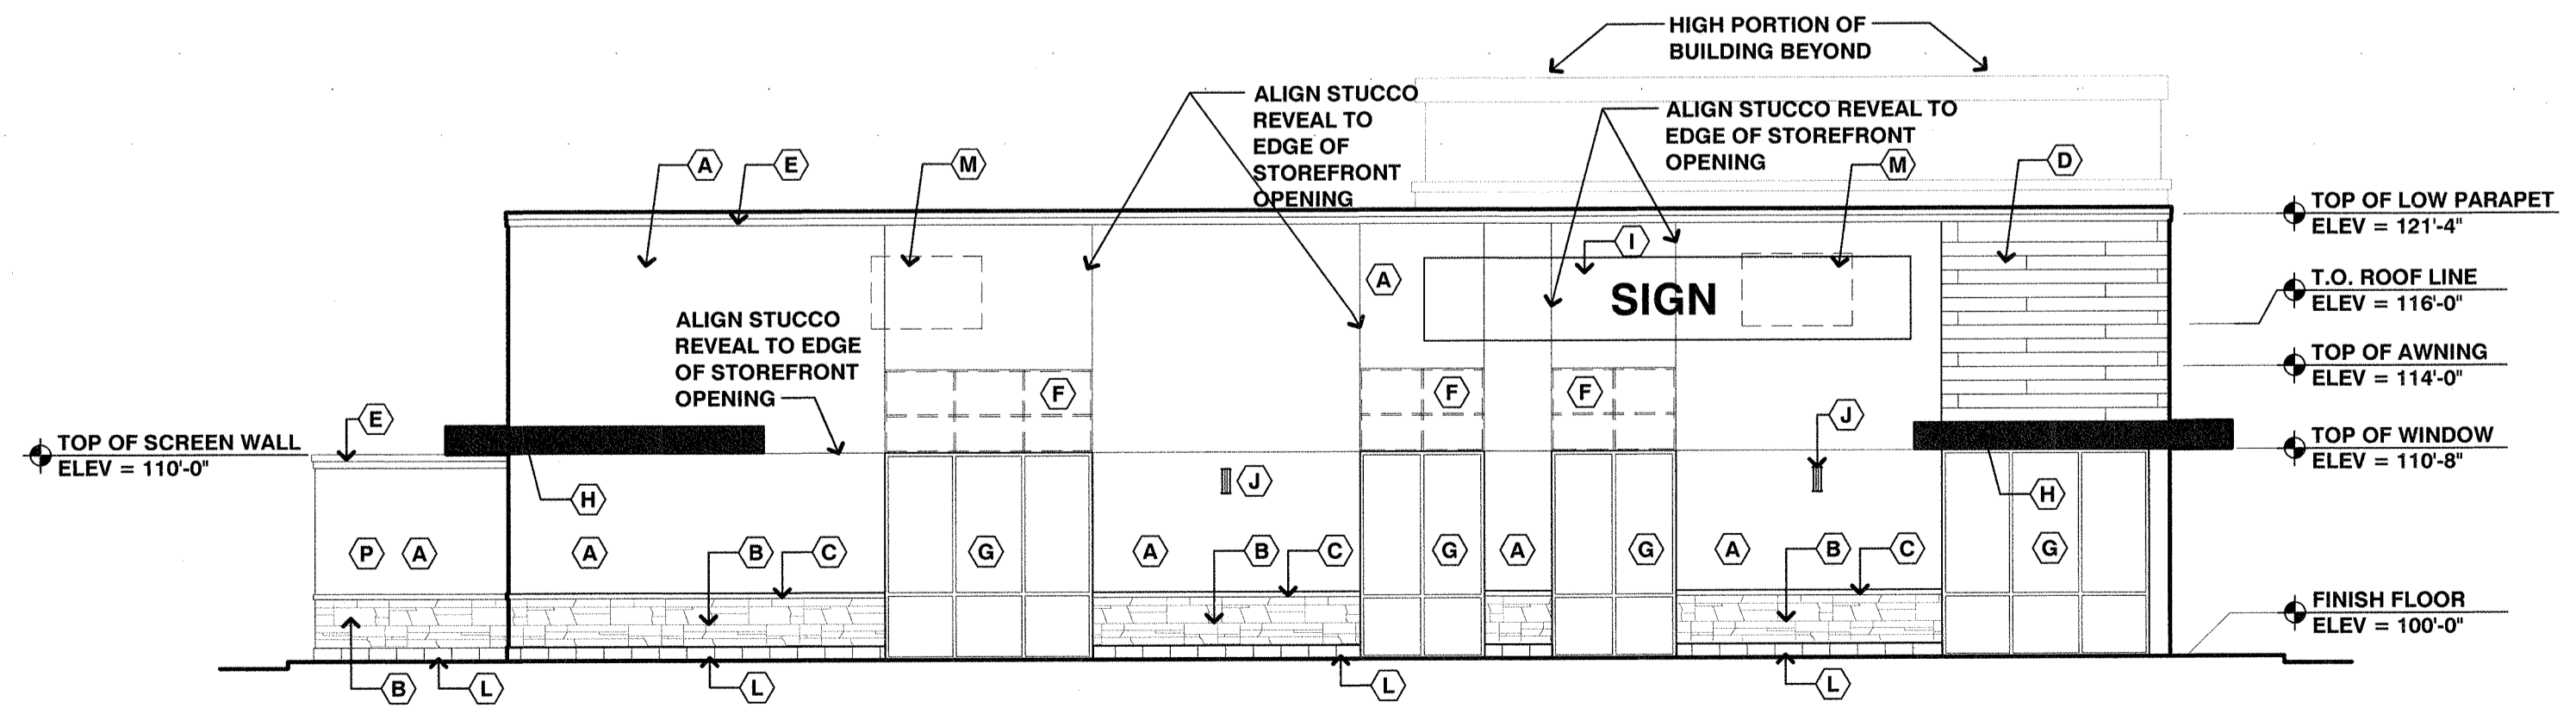 HIGH PORTION OF
BUILDING BEYOND
ALIGN STUCCO
REVEAL TO
EDGE OF
STOREFRONT
OPENING
ALIGN STUCCO REVEAL TO
EDGE OF STOREFRONT
OPENING
A
E
M
M
D
TOP OF LOW PARAPET
ELEV = 121'-4"
I
A
SIGN
T.O. ROOF LINE
ELEV = 116'-0"
ALIGN STUCCO
REVEAL TO EDGE
OF STOREFRONT
OPENING
TOP OF AWNING
ELEV = 114'-0"
F
F
F
E
J
TOP OF SCREEN WALL
ELEV = 110'-0"
TOP OF WINDOW
ELEV = 110'-8"
H
J
H
P
A
A
B
C
G
A
B
C
G
A
G
A
B
C
G
FINISH FLOOR
ELEV = 100'-0"
B
L
L
L
L